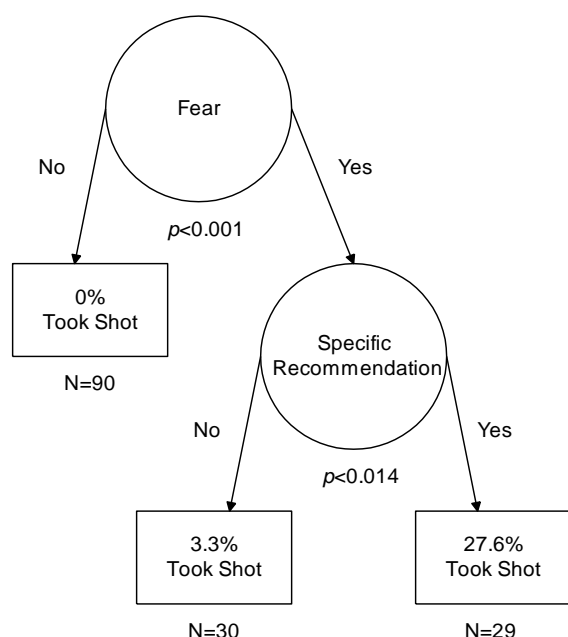 Fear
No
Yes
p<0.001
0%
Took Shot
N=90
Specific
Recommendation
No
Yes
p<0.014
3.3%
Took Shot
27.6%
Took Shot
N=30
N=29